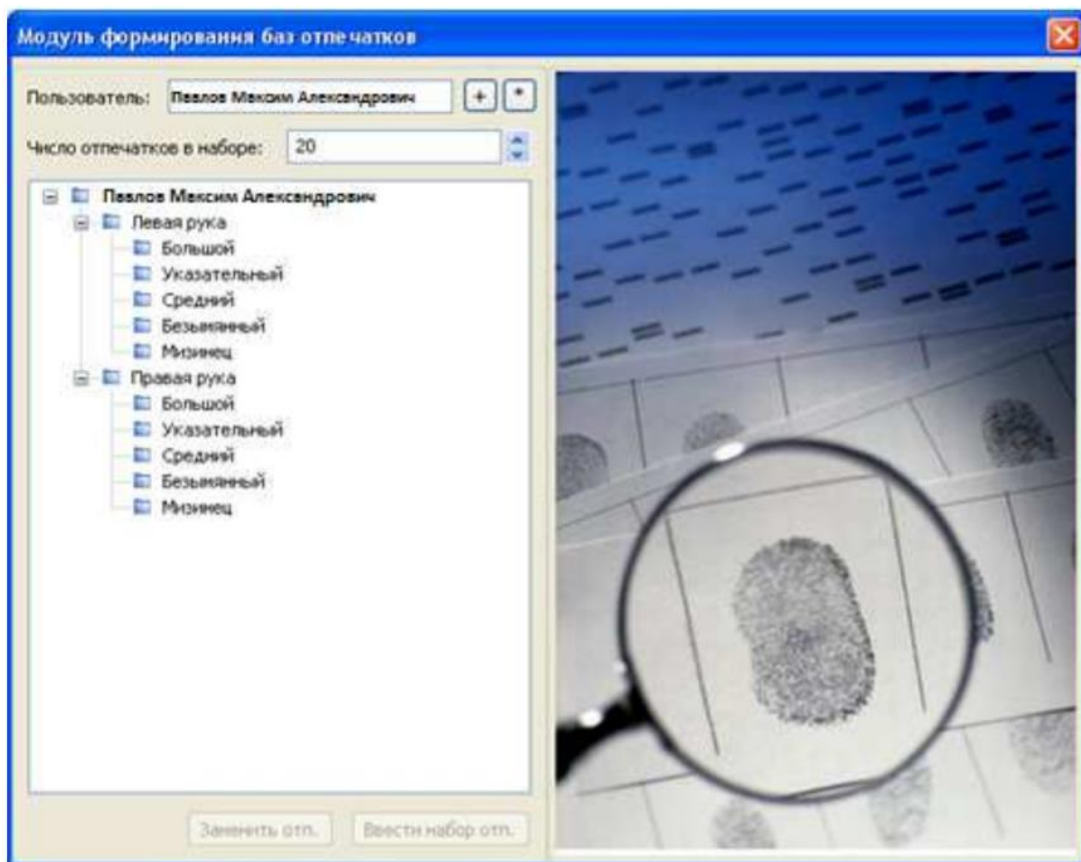 Модуль формирования баз отпечатков
Пользователь: Павлов Максим Александрович + *
Число отпечатков в наборе: 20
Павлов Максим Александрович
Левая рука
Большой
Указательный
Средний
Безымянный
Мизинец
Правая рука
Большой
Указательный
Средний
Безымянный
Мизинец
Заменить отп. Ввести набор отп.